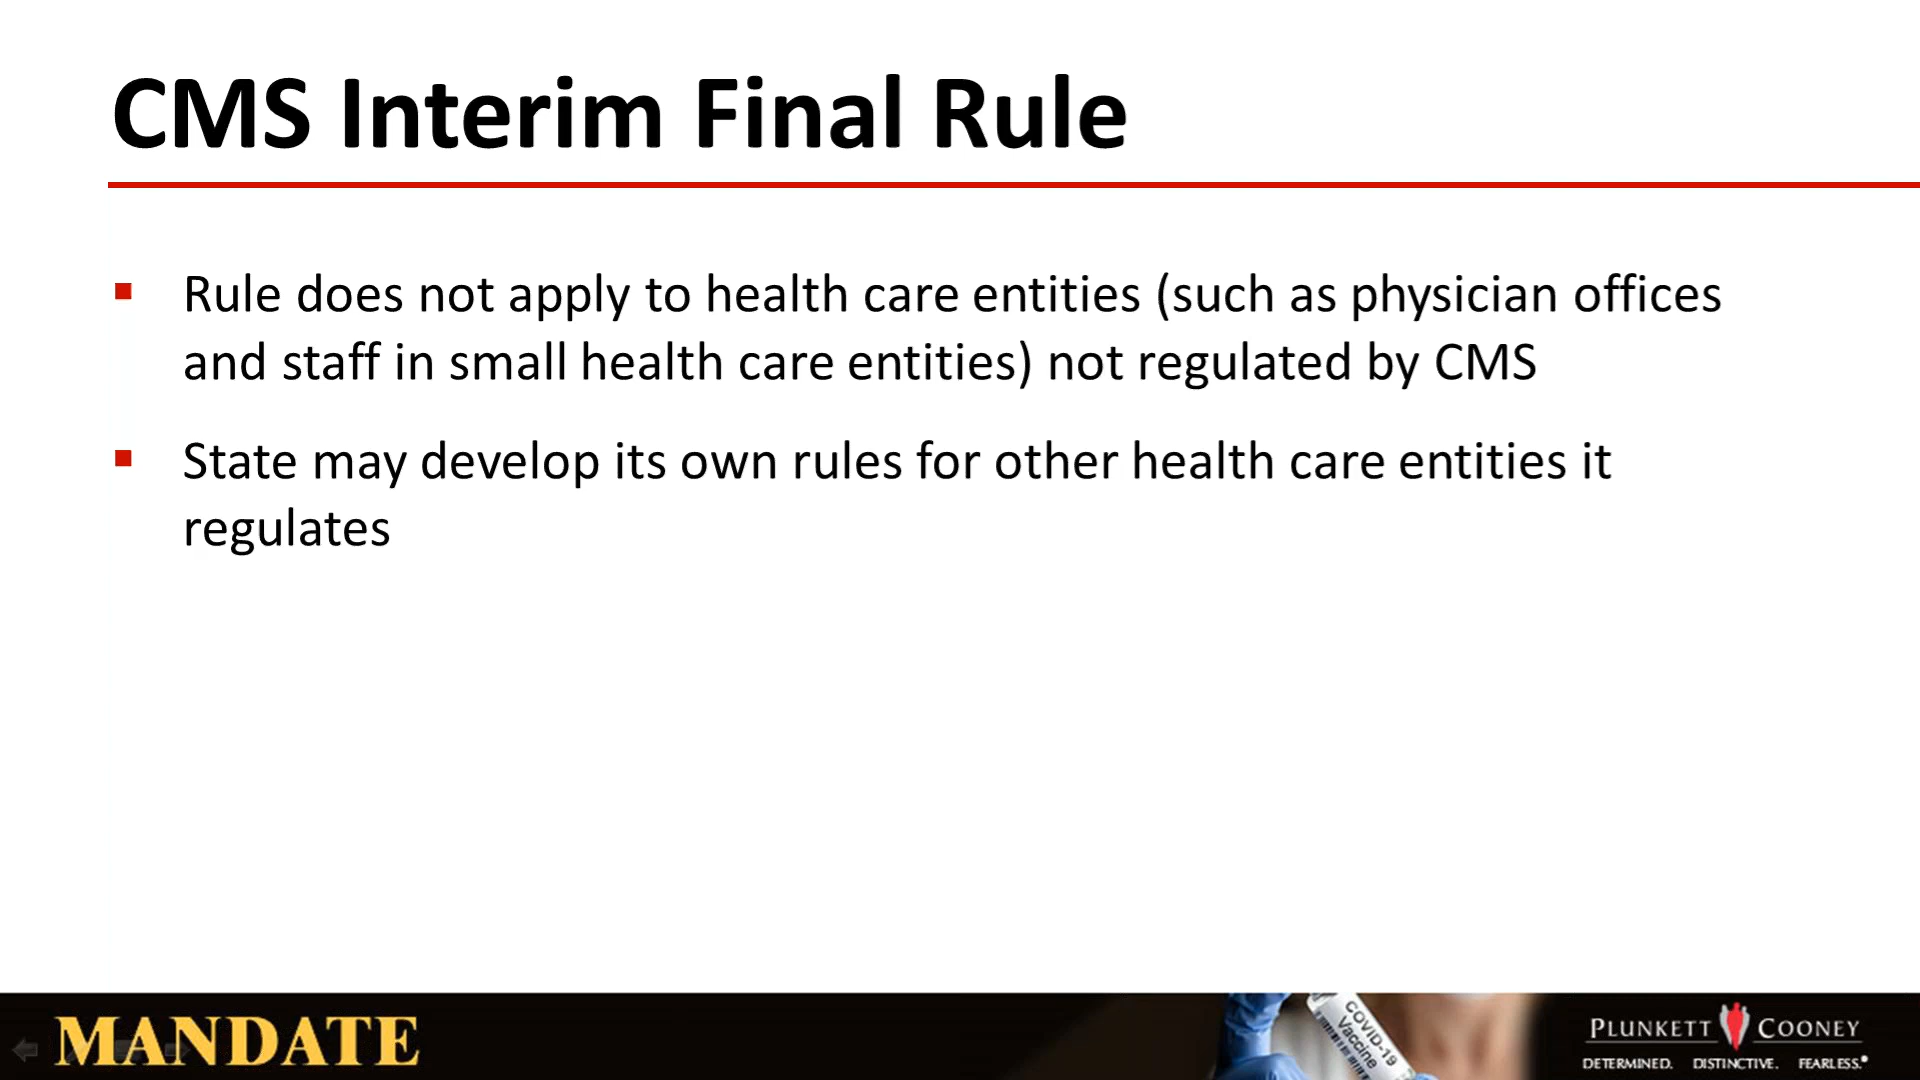 CMS Interim Final Rule
▪ Rule does not apply to health care entities (such as physician offices
and staff in small health care entities) not regulated by CMS
▪ State may develop its own rules for other health care entities it
regulates
MANDATE
COVID-19
Vaccine
PLUNKETT COONEY
DETERMINED. DISTINCTIVE. FEARLESS.